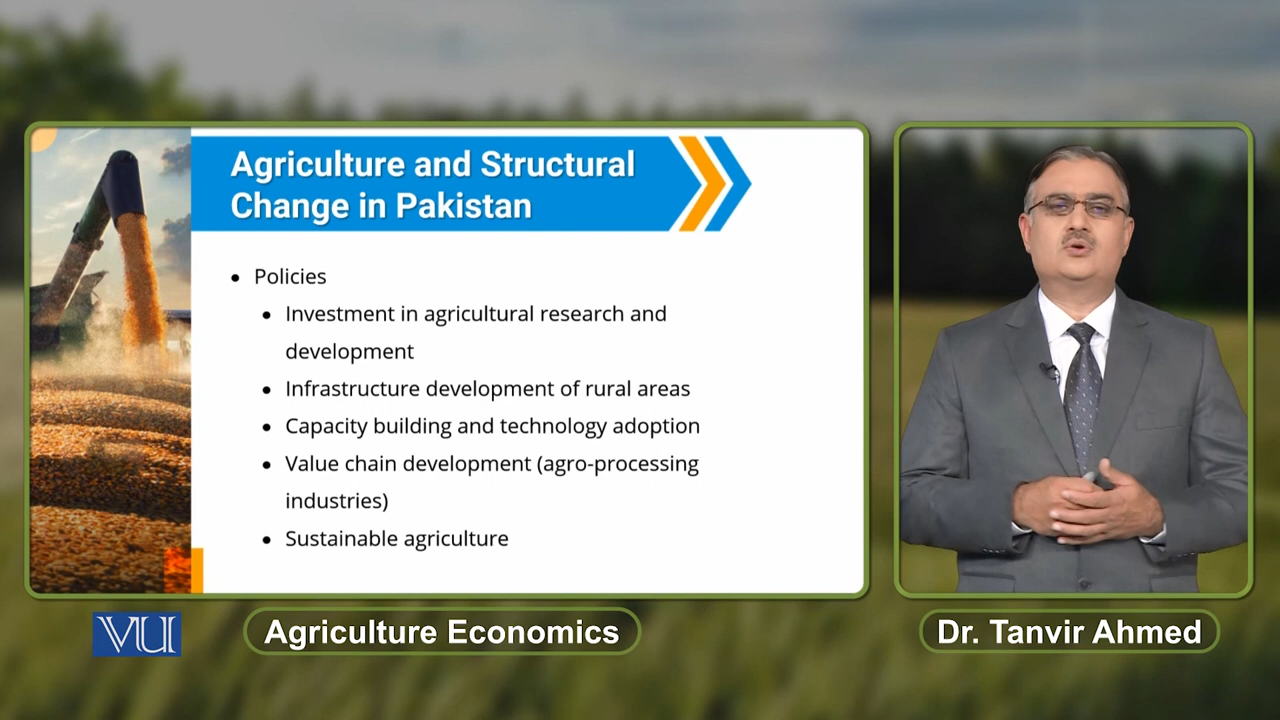 Agriculture and Structural
Change in Pakistan
• Policies
• Investment in agricultural research and
development
• Infrastructure development of rural areas
• Capacity building and technology adoption
• Value chain development (agro-processing
industries)
• Sustainable agriculture
VU
Agriculture Economics
Dr. Tanvir Ahmed